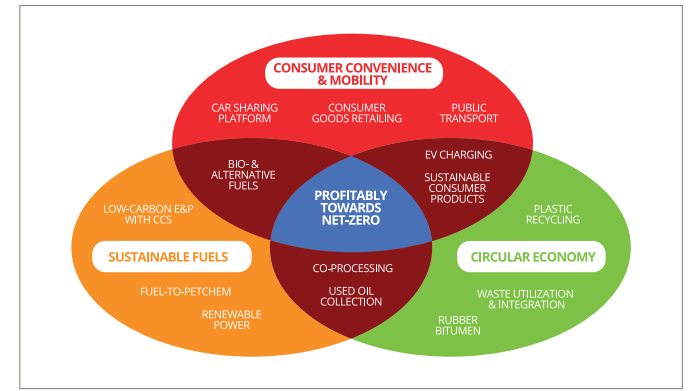 CONSUMER CONVENIENCE
& MOBILITY
CAR SHARING
PLATFORM
CONSUMER
GOODS RETAILING
PUBLIC
TRANSPORT
BIO- &
ALTERNATIVE
FUELS
EV CHARGING
SUSTAINABLE
CONSUMER
PRODUCTS
PROFITABLY
TOWARDS
NET-ZERO
LOW-CARBON E&P
WITH CCS
SUSTAINABLE FUELS
FUEL-TO-PETCHEM
RENEWABLE
POWER
CO-PROCESSING
USED OIL
COLLECTION
PLASTIC
RECYCLING
CIRCULAR ECONOMY
WASTE UTILIZATION
& INTEGRATION
RUBBER
BITUMEN